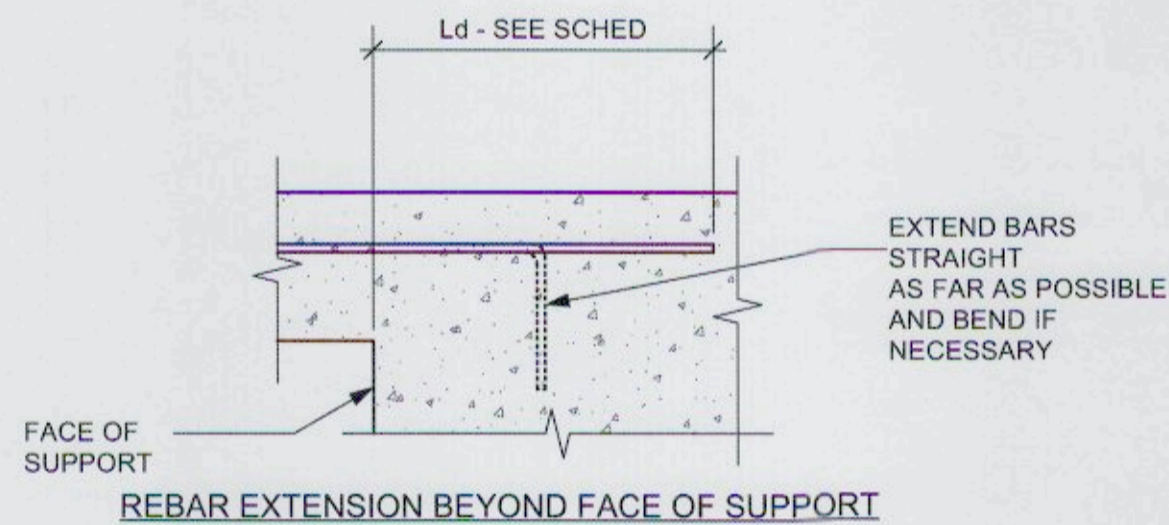 Ld - SEE SCHED
EXTEND BARS
STRAIGHT
AS FAR AS POSSIBLE
AND BEND IF
NECESSARY
FACE OF
SUPPORT
REBAR EXTENSION BEYOND FACE OF SUPPORT